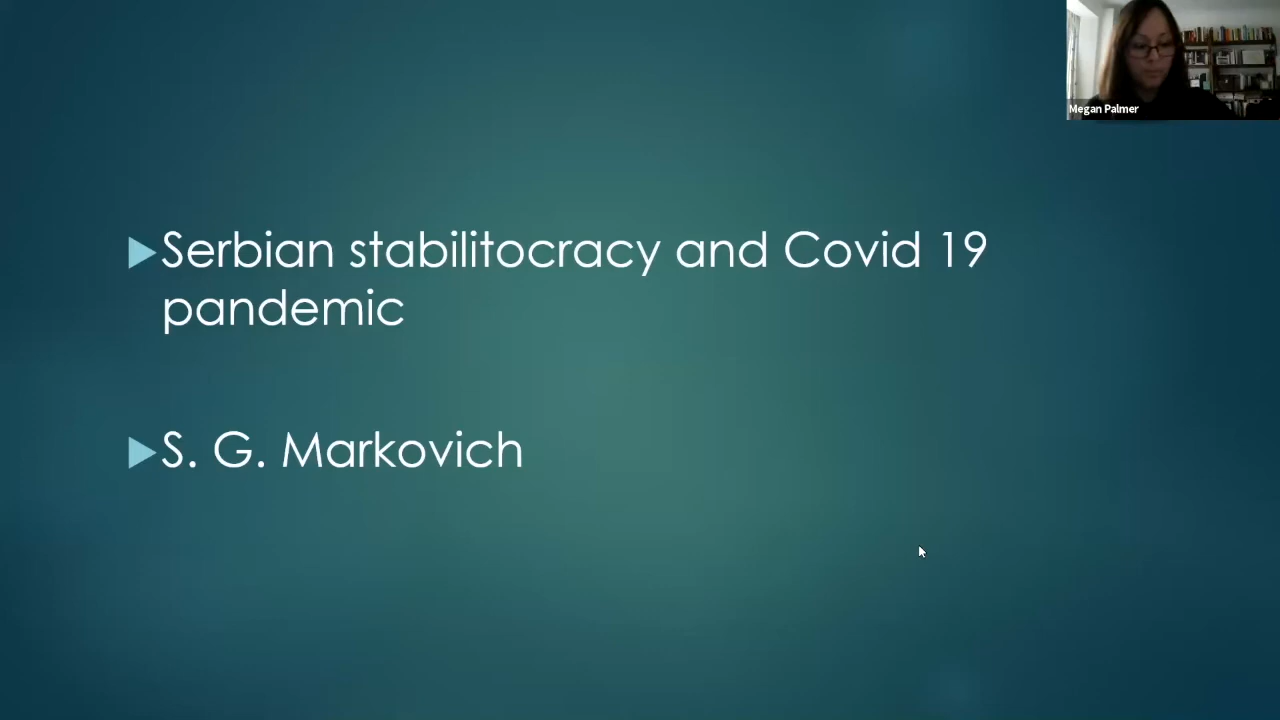 Megan Palmer
Serbian stabilitocracy and Covid 19
pandemic
S. G. Markovich